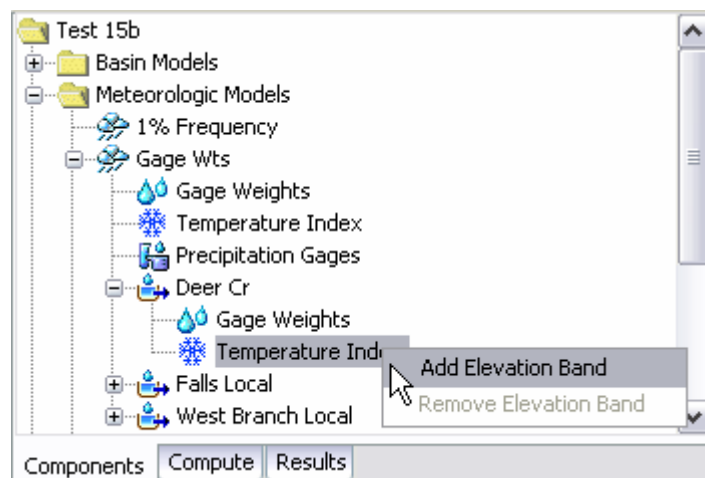 Test 15b
Basin Models
Meteorologic Models
1% Frequency
Gage Wts
Gage Weights
Temperature Index
Precipitation Gages
Deer Cr
Gage Weights
Temperature Inde
Add Elevation Band
Falls Local
Remove Elevation Band
West Branch Local
Components Compute Results